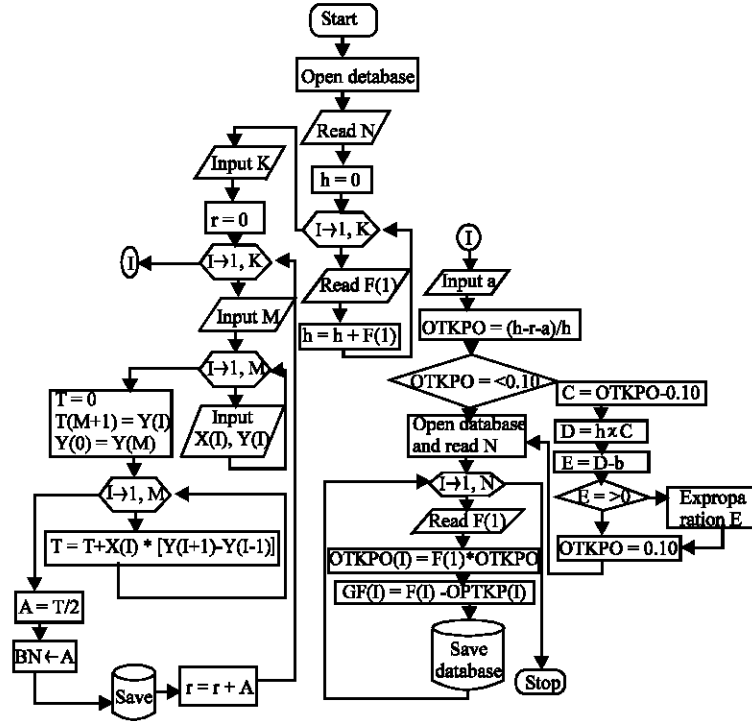 Start
Open detabase
Read N
h = 0
I→1, K
Read F(1)
h = h + F(1)
Input K
r = 0
I→1, K
I
Input M
I→1, M
Input
X(I), Y(I)
T = 0
T(M+1) = Y(I)
Y(0) = Y(M)
I→1, M
T = T+X(I) * [Y(I+1)-Y(I-1)]
A = T/2
BN←A
Save
r = r + A
I
Input a
OTKPO = (h-r-a)/h
OTKPO = <0.10
C = OTKPO-0.10
D = h×C
E = D-b
E = >0
Expropa
ration E
OTKPO = 0.10
Open database
and read N
I→1, N
Read F(1)
OTKPO(I) = F(1)*OTKPO
GF(I) = F(I) -OPTKP(I)
Save
database
Stop